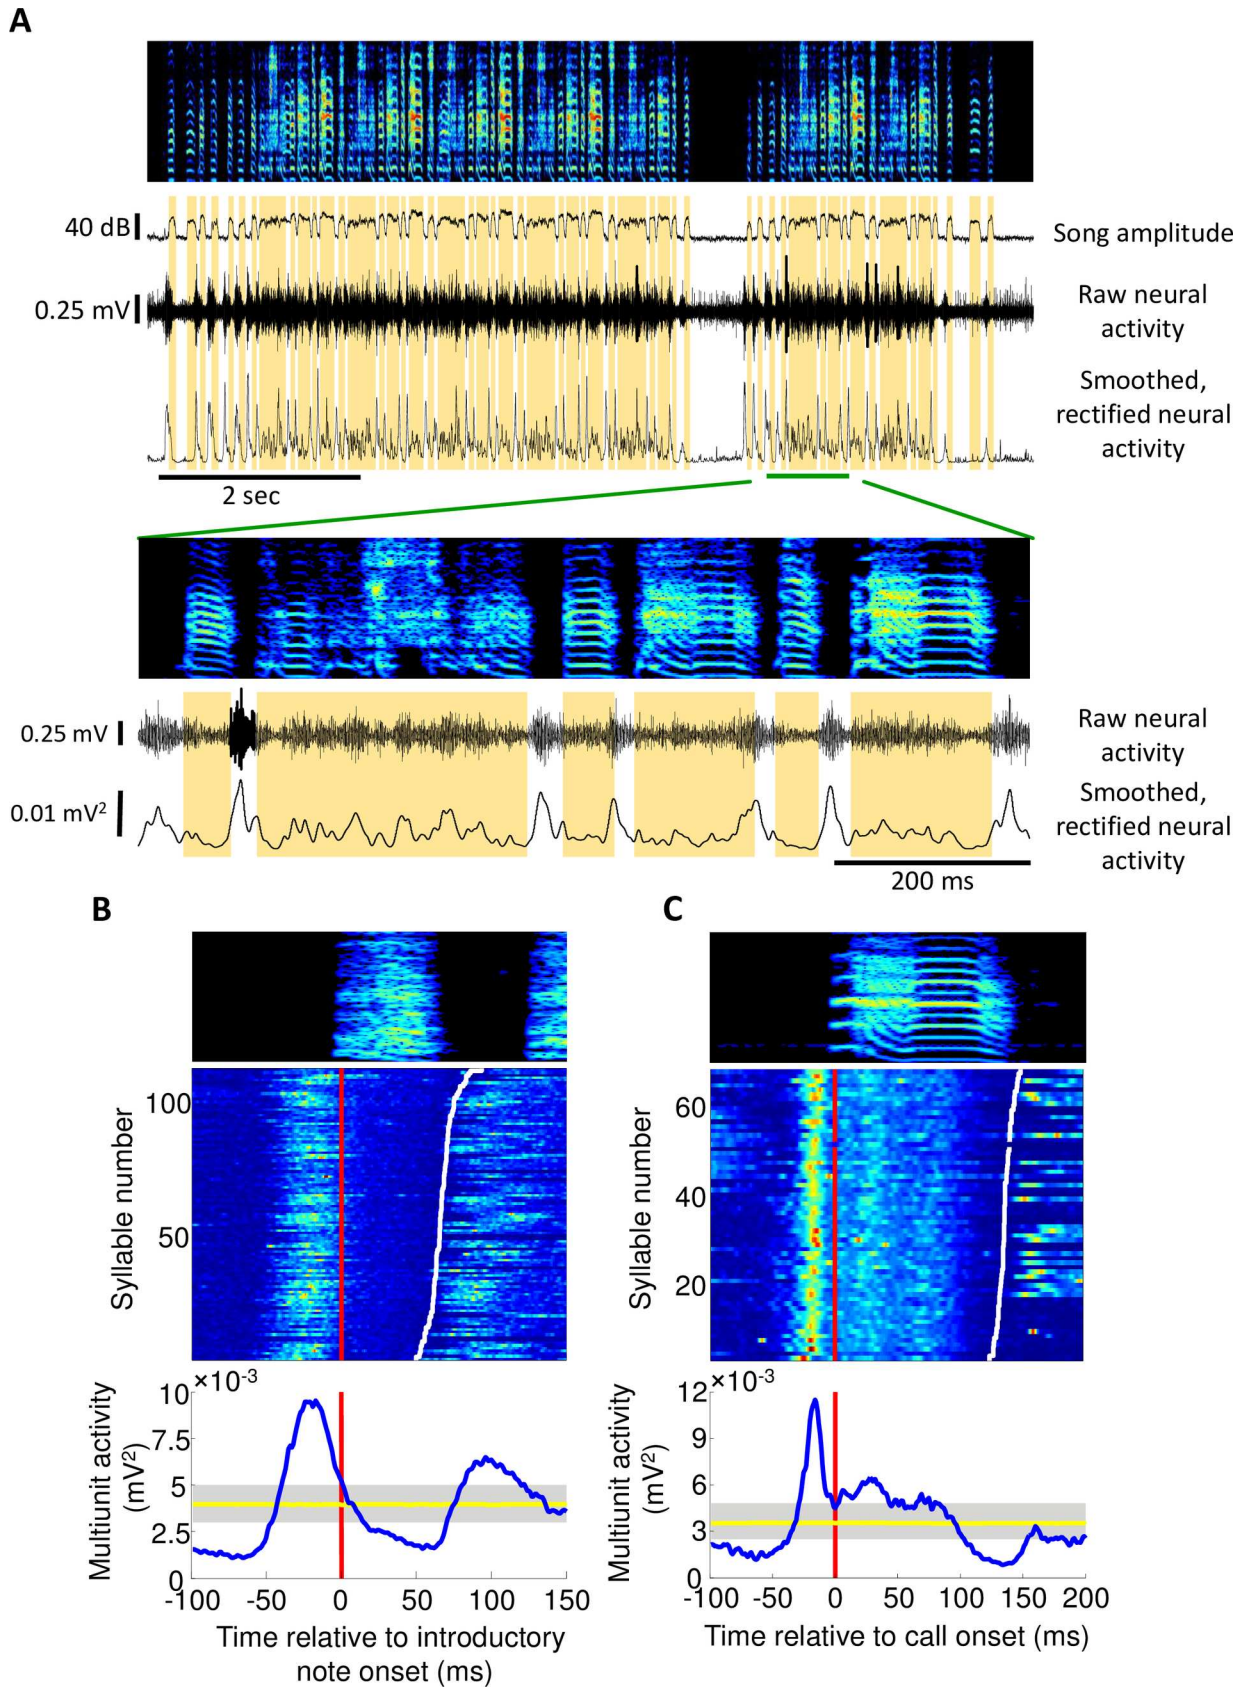 A
40 dB
Song amplitude
0.25 mV
Raw neural
activity
Smoothed,
rectified neural
activity
2 sec
0.25 mV
Raw neural
activity
0.01 mV²
Smoothed,
rectified neural
activity
200 ms
B
C
Syllable number
100
50
Syllable number
60
40
20
Multiunit activity
(mV²)
×10⁻³
10
7.5
5
2.5
0
-100 -50 0 50 100 150
Time relative to introductory
note onset (ms)
Multiunit activity
(mV²)
×10⁻³
12
9
6
3
0
-100 -50 0 50 100 150 200
Time relative to call onset (ms)